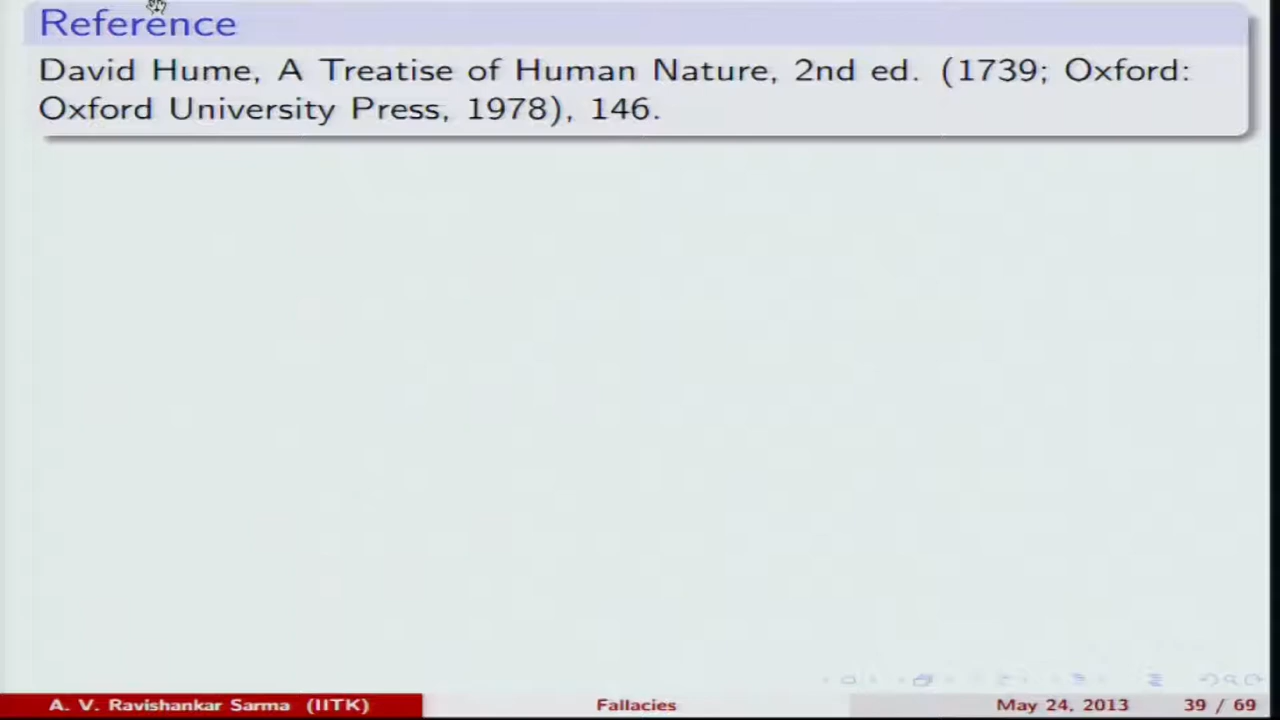 Reference
David Hume, A Treatise of Human Nature, 2nd ed. (1739; Oxford:
Oxford University Press, 1978), 146.
A. V. Ravishankar Sarma (IITK) Fallacies May 24, 2013 39 / 69